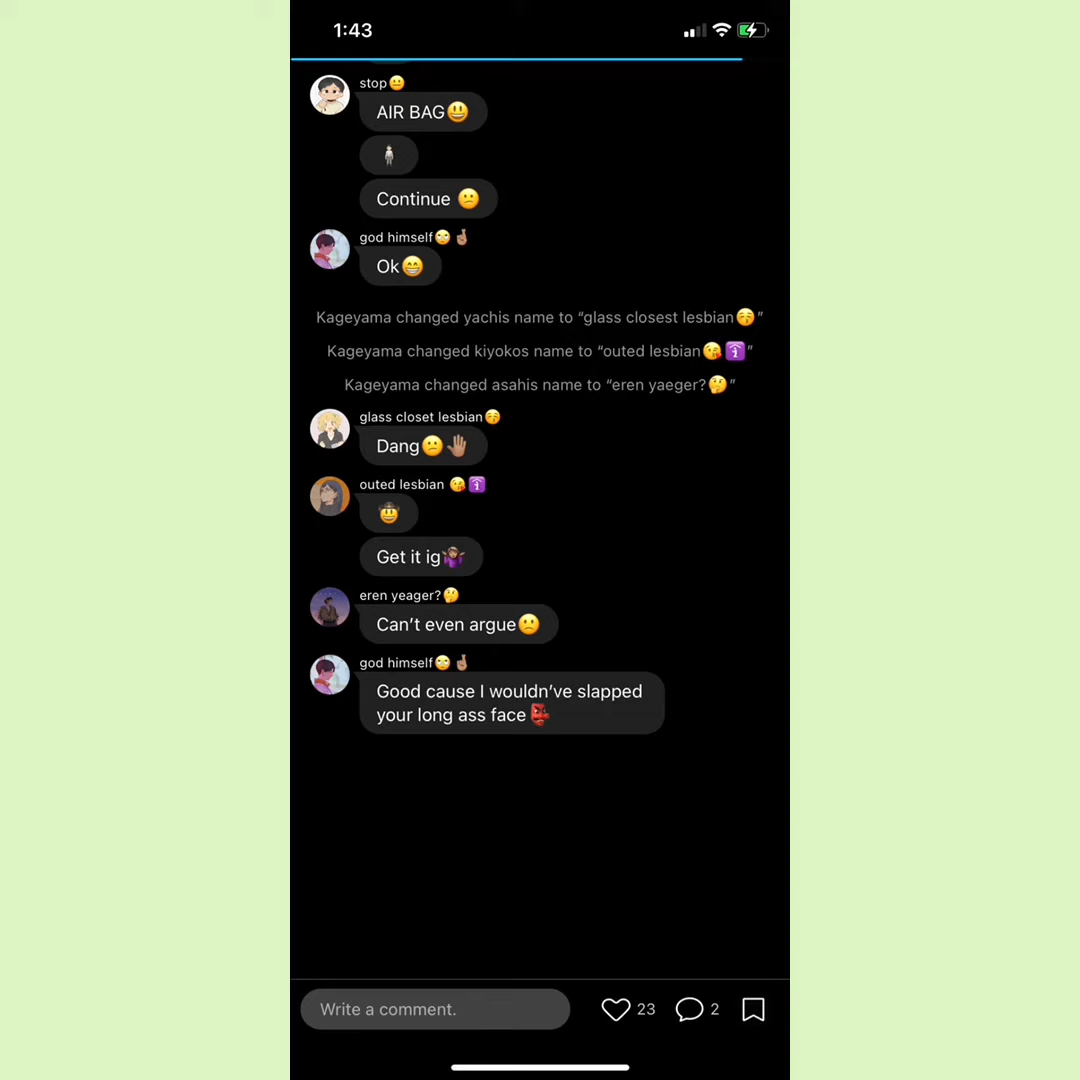 1:43
stop😐
AIR BAG😃
🧍🏻
Continue 😕
god himself🙄🤞🏽
Ok😁
Kageyama changed yachis name to “glass closest lesbian😚”
Kageyama changed kiyokos name to “outed lesbian😘🛐”
Kageyama changed asahis name to “eren yaeger?🤔”
glass closet lesbian😚
Dang😕🤚🏽
outed lesbian 😘🛐
🤠
Get it ig🤷🏽‍♀️
eren yeager?🤔
Can’t even argue🙁
god himself🙄🤞🏽
Good cause I wouldn’ve slapped
your long ass face👺
Write a comment.
23
2